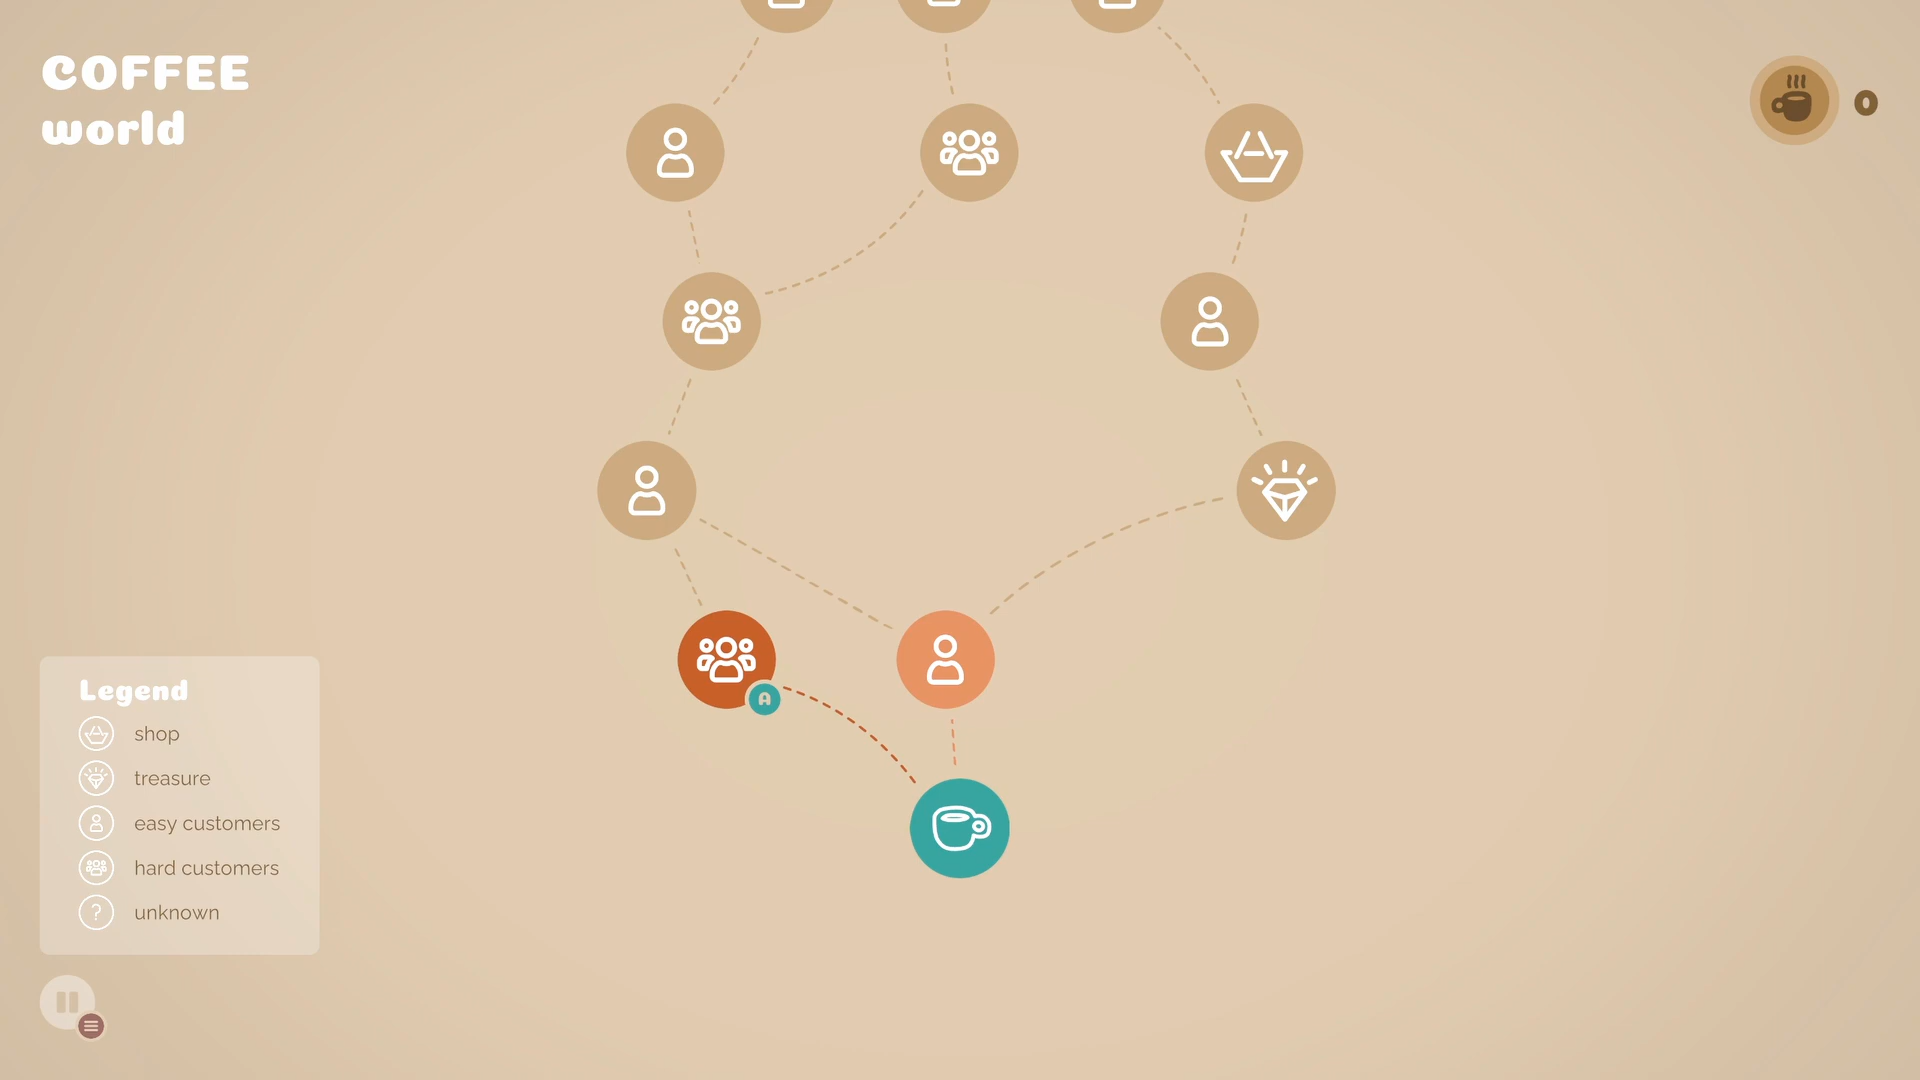 COFFEE
world
0
A
Legend
shop
treasure
easy customers
hard customers
? unknown